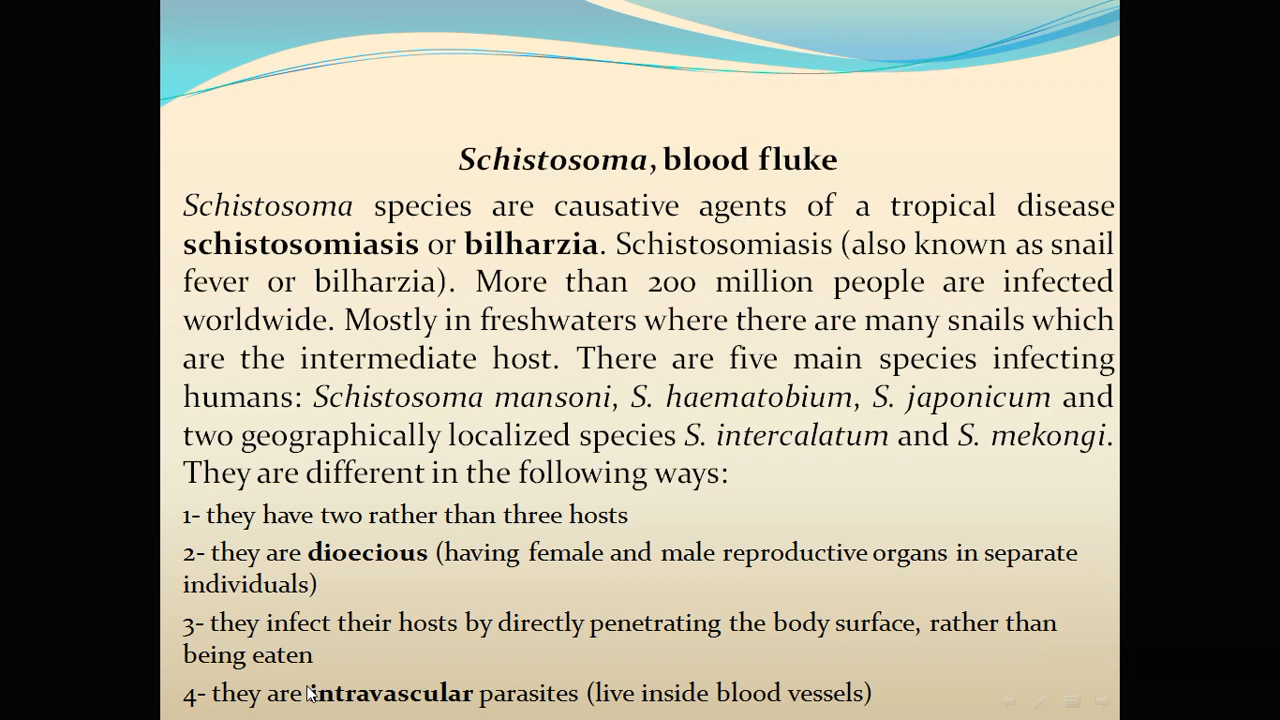 Schistosoma, blood fluke
Schistosoma species are causative agents of a tropical disease
schistosomiasis or bilharzia. Schistosomiasis (also known as snail
fever or bilharzia). More than 200 million people are infected
worldwide. Mostly in freshwaters where there are many snails which
are the intermediate host. There are five main species infecting
humans: Schistosoma mansoni, S. haematobium, S. japonicum and
two geographically localized species S. intercalatum and S. mekongi.
They are different in the following ways:
1- they have two rather than three hosts
2- they are dioecious (having female and male reproductive organs in separate
individuals)
3- they infect their hosts by directly penetrating the body surface, rather than
being eaten
4- they are intravascular parasites (live inside blood vessels)